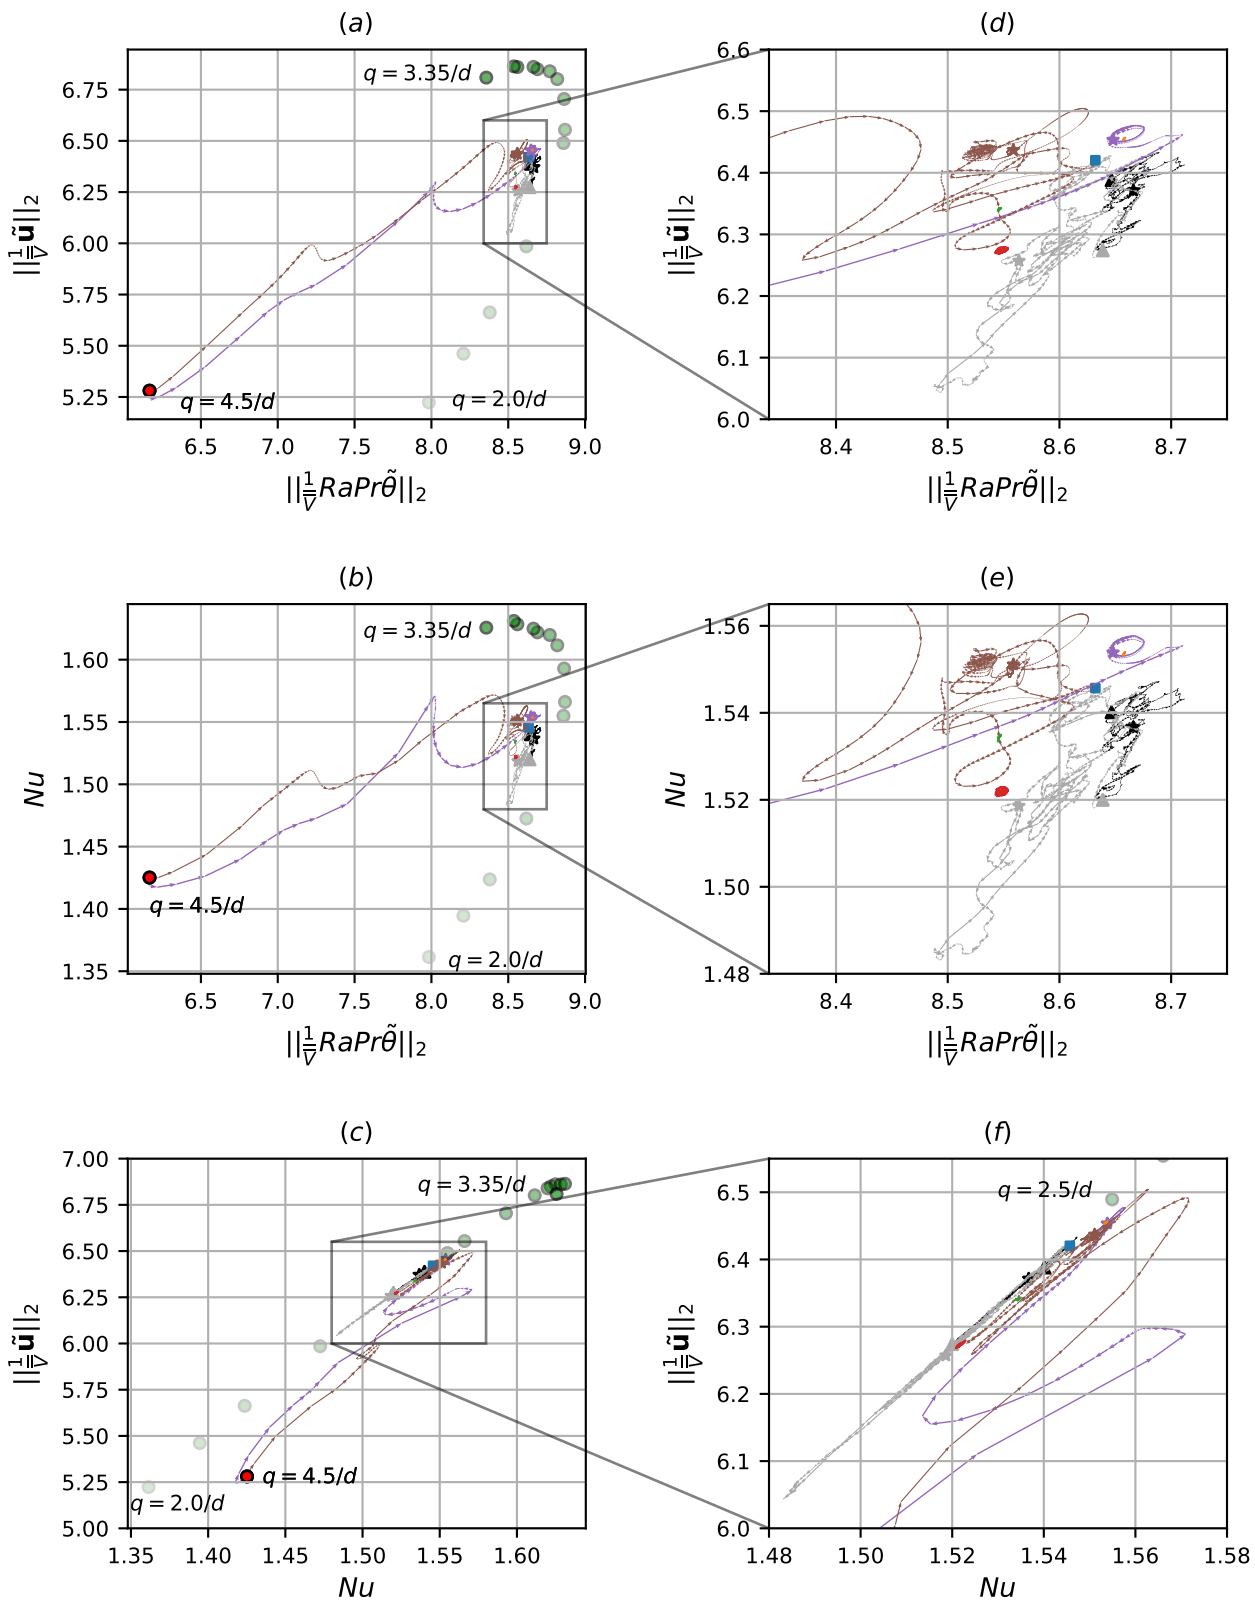 (a)
6.75
6.50
6.25
6.00
5.75
5.50
5.25
q = 3.35/d
q = 4.5/d
q = 2.0/d
6.5 7.0 7.5 8.0 8.5 9.0
||1/V RaPrθ̃||₂
||1/V ũ||₂
(d)
6.6
6.5
6.4
6.3
6.2
6.1
6.0
8.4 8.5 8.6 8.7
||1/V RaPrθ̃||₂
||1/V ũ||₂
(b)
1.60
1.55
1.50
1.45
1.40
1.35
q = 3.35/d
q = 4.5/d
q = 2.0/d
6.5 7.0 7.5 8.0 8.5 9.0
||1/V RaPrθ̃||₂
Nu
(e)
1.56
1.54
1.52
1.50
1.48
8.4 8.5 8.6 8.7
||1/V RaPrθ̃||₂
Nu
(c)
7.00
6.75
6.50
6.25
6.00
5.75
5.50
5.25
5.00
q = 3.35/d
q = 4.5/d
q = 2.0/d
1.35 1.40 1.45 1.50 1.55 1.60
Nu
||1/V ũ||₂
(f)
6.5
6.4
6.3
6.2
6.1
6.0
q = 2.5/d
1.48 1.50 1.52 1.54 1.56 1.58
Nu
||1/V ũ||₂